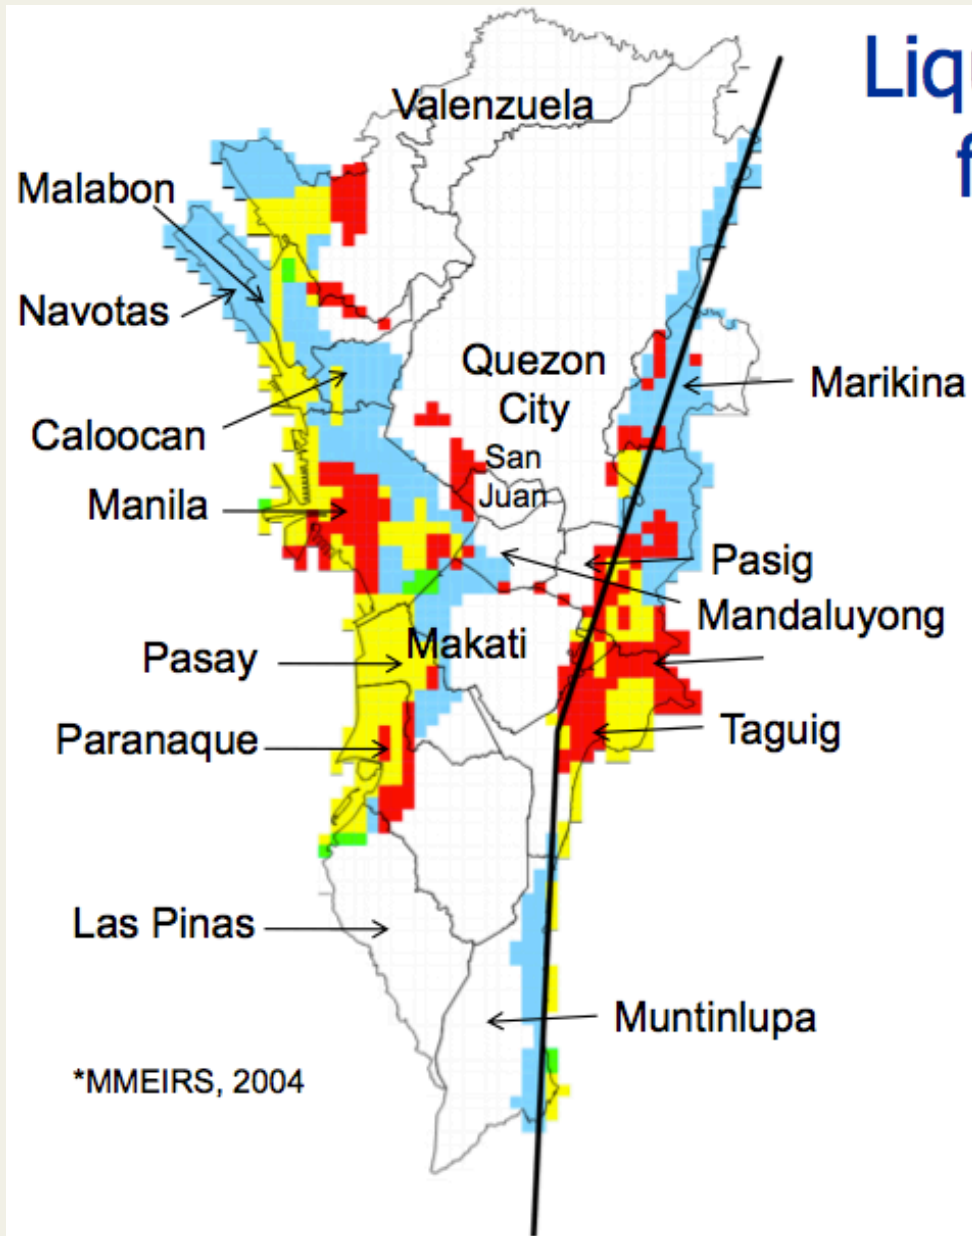 Liqu
f
Valenzuela
Malabon
Navotas
Quezon
City
Marikina
Caloocan
San
Juan
Manila
Pasig
Mandaluyong
Makati
Pasay
Taguig
Paranaque
Las Pinas
Muntinlupa
*MMEIRS, 2004